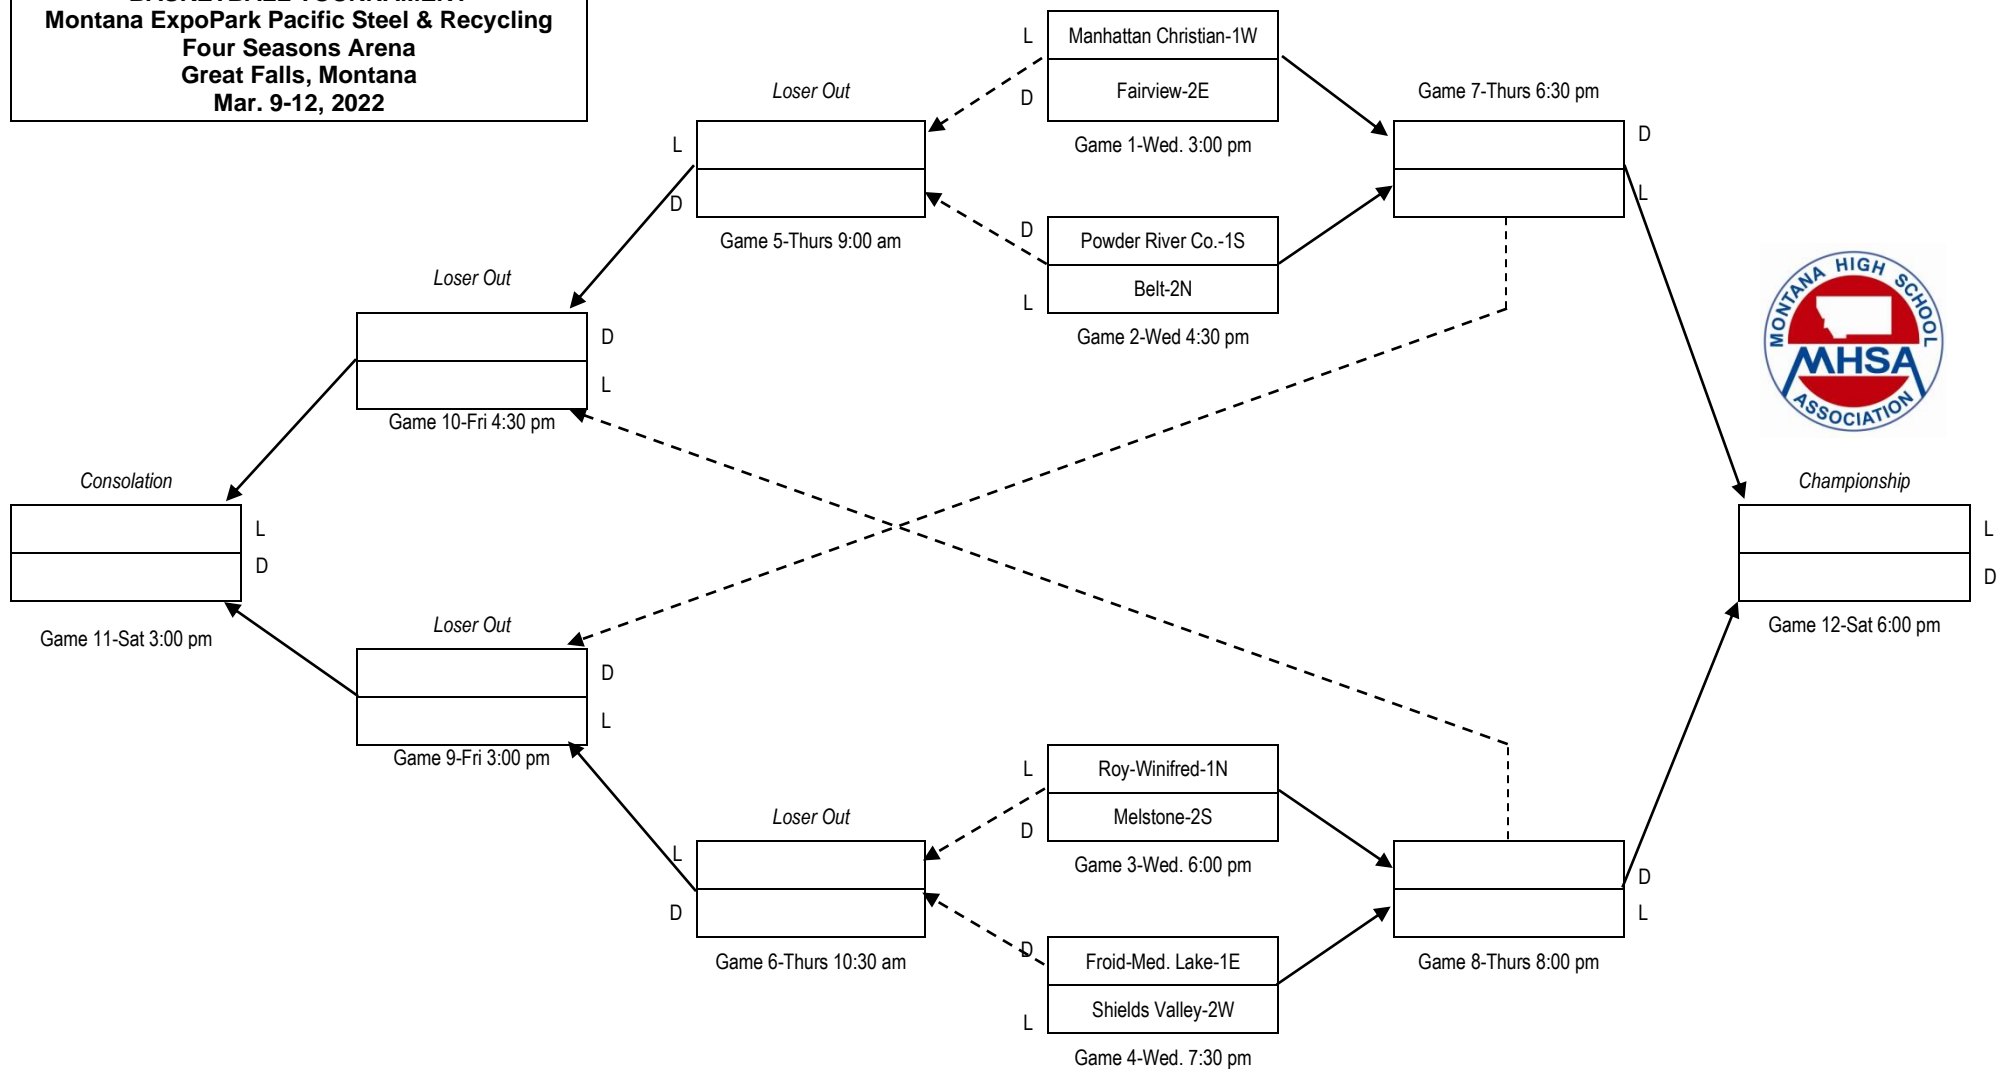 BASKETBALL TOURNAMENT
Montana ExpoPark Pacific Steel & Recycling
Four Seasons Arena
Great Falls, Montana
Mar. 9-12, 2022
L
Manhattan Christian-1W
D
Fairview-2E
Game 1-Wed. 3:00 pm
Loser Out
L
D
Game 5-Thurs 9:00 am
Game 7-Thurs 6:30 pm
D
L
D
Powder River Co.-1S
L
Belt-2N
Game 2-Wed 4:30 pm
Loser Out
D
L
Game 10-Fri 4:30 pm
MONTANA HIGH SCHOOL
MHSA
ASSOCIATION
Consolation
L
D
Game 11-Sat 3:00 pm
Championship
L
D
Game 12-Sat 6:00 pm
Loser Out
D
L
Game 9-Fri 3:00 pm
L
Roy-Winifred-1N
D
Melstone-2S
Game 3-Wed. 6:00 pm
Loser Out
L
D
Game 6-Thurs 10:30 am
D
L
Game 8-Thurs 8:00 pm
D
Froid-Med. Lake-1E
L
Shields Valley-2W
Game 4-Wed. 7:30 pm